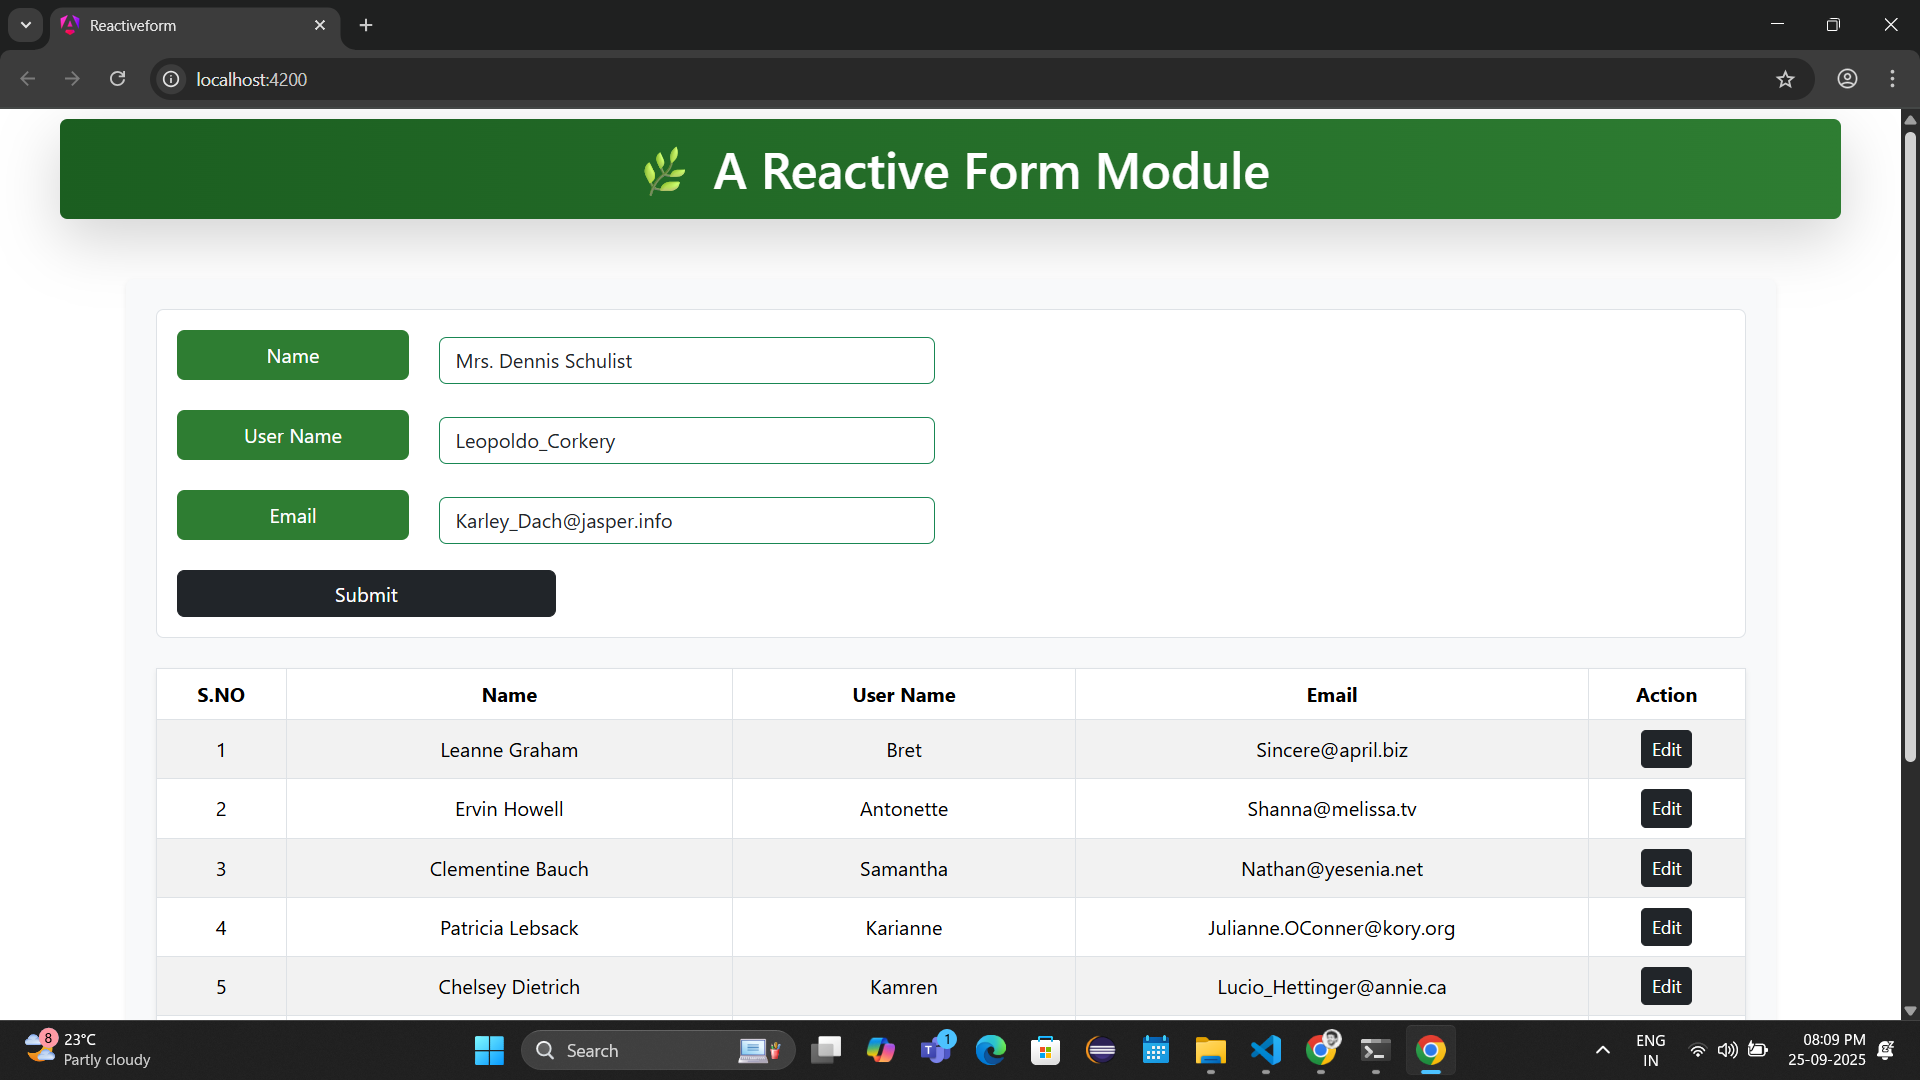 Reactiveform
localhost:4200
A Reactive Form Module
Name
Mrs. Dennis Schulist
User Name
Leopoldo_Corkery
Email
Karley_Dach@jasper.info
Submit
S.NO Name User Name Email Action
1 Leanne Graham Bret Sincere@april.biz Edit
2 Ervin Howell Antonette Shanna@melissa.tv Edit
3 Clementine Bauch Samantha Nathan@yesenia.net Edit
4 Patricia Lebsack Karianne Julianne.OConner@kory.org Edit
5 Chelsey Dietrich Kamren Lucio_Hettinger@annie.ca Edit
8
23°C
Partly cloudy
Search
T
1
ENG
IN
08:09 PM
25-09-2025